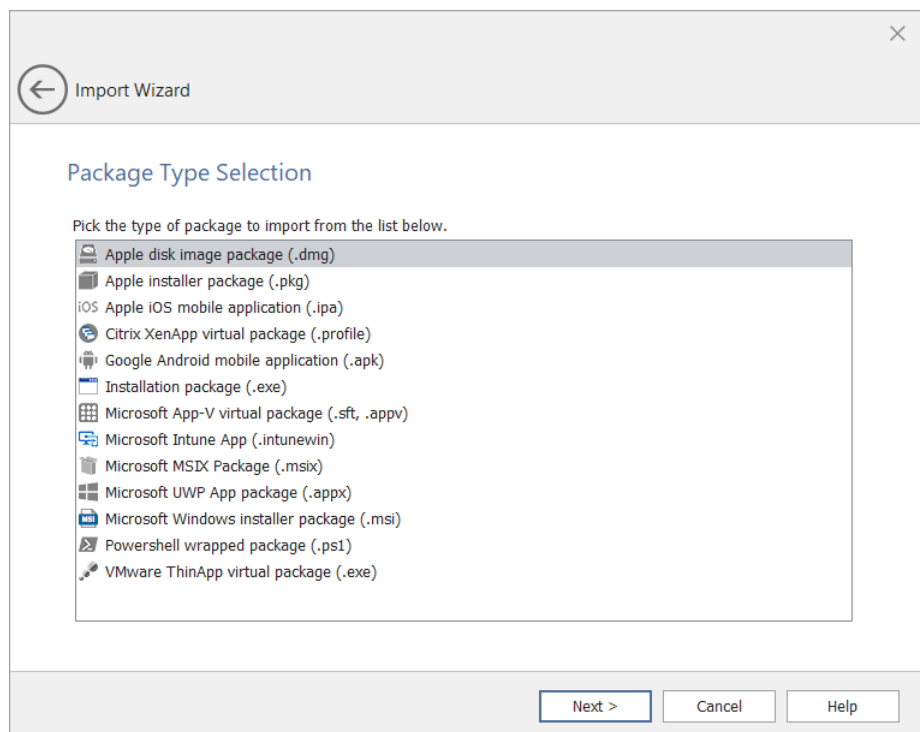 Import Wizard
Package Type Selection
Pick the type of package to import from the list below.
Apple disk image package (.dmg)
Apple installer package (.pkg)
iOS Apple iOS mobile application (.ipa)
Citrix XenApp virtual package (.profile)
Google Android mobile application (.apk)
Installation package (.exe)
Microsoft App-V virtual package (.sft, .appv)
Microsoft Intune App (.intunewin)
Microsoft MSIX Package (.msix)
Microsoft UWP App package (.appx)
MSI Microsoft Windows installer package (.msi)
Powershell wrapped package (.ps1)
VMware ThinApp virtual package (.exe)
Next > Cancel Help